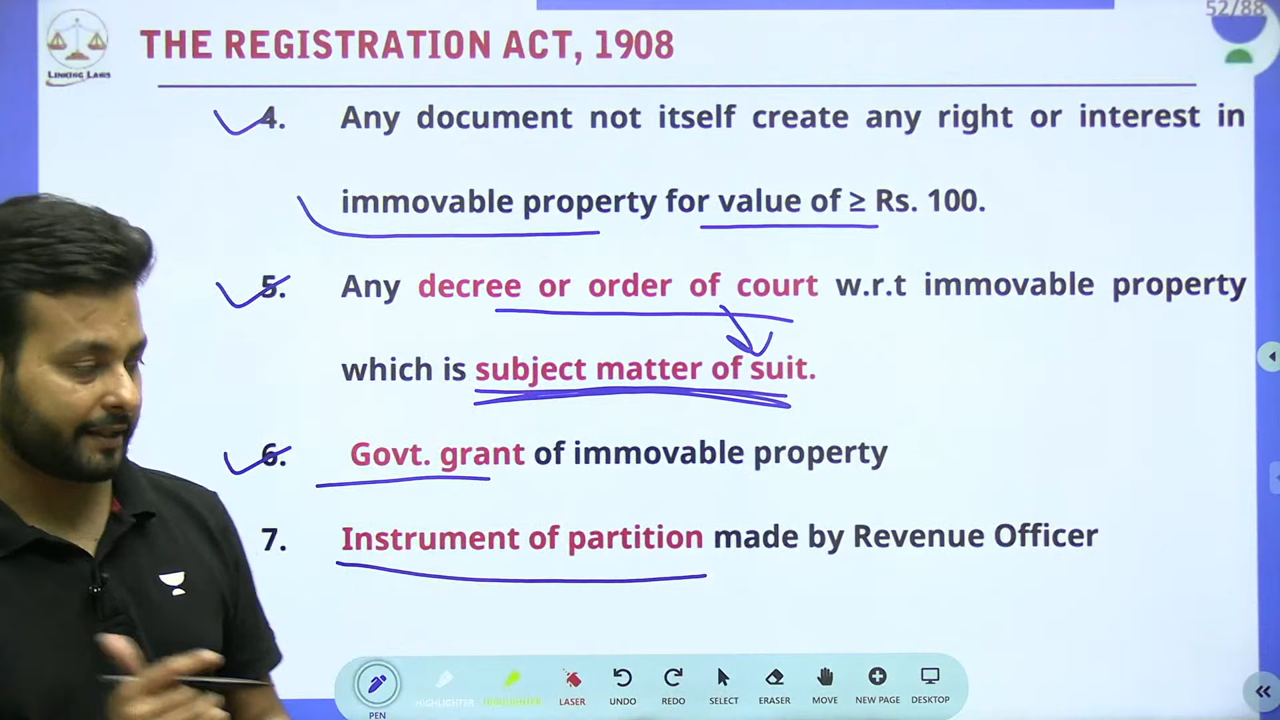 52/88
LINKING LAWS
THE REGISTRATION ACT, 1908
4. Any document not itself create any right or interest in
immovable property for value of ≥ Rs. 100.
5. Any decree or order of court w.r.t immovable property
which is subject matter of suit.
6. Govt. grant of immovable property
7. Instrument of partition made by Revenue Officer
PEN HIGHLIGHTER HIGHLIGHTER LASER UNDO REDO SELECT ERASER MOVE NEW PAGE DESKTOP